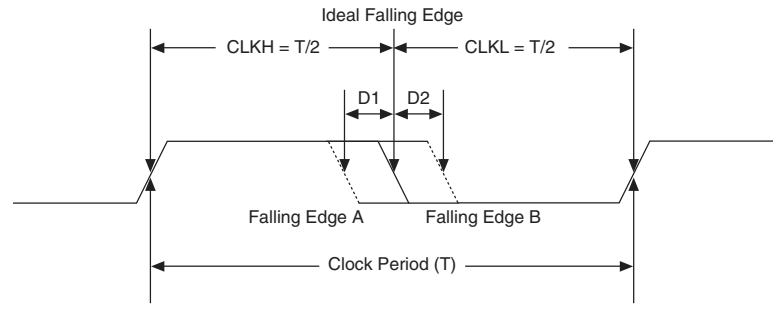 Ideal Falling Edge
CLKH = T/2
CLKL = T/2
D1
D2
Falling Edge A
Falling Edge B
Clock Period (T)